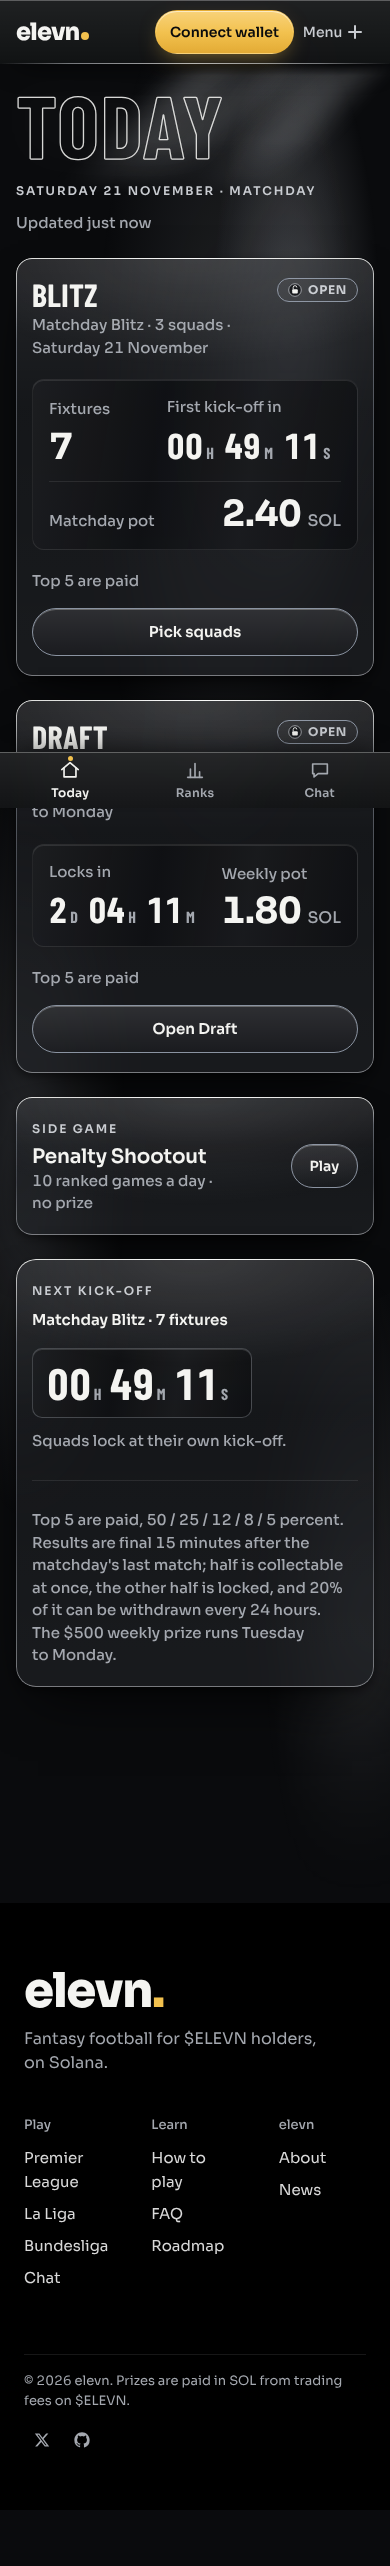 elevn.
Connect wallet
Menu
TODAY
SATURDAY 21 NOVEMBER · MATCHDAY
Updated just now
BLITZ
OPEN
Matchday Blitz · 3 squads ·
Saturday 21 November
Fixtures
First kick-off in
7
00H 49M 11S
Matchday pot
2.40 SOL
Top 5 are paid
Pick squads
DRAFT
OPEN
Today
Ranks
Chat
to Monday
Locks in
Weekly pot
2D 04H 11M
1.80 SOL
Top 5 are paid
Open Draft
SIDE GAME
Penalty Shootout
10 ranked games a day ·
no prize
Play
NEXT KICK-OFF
Matchday Blitz · 7 fixtures
00H 49M 11S
Squads lock at their own kick-off.
Top 5 are paid, 50 / 25 / 12 / 8 / 5 percent.
Results are final 15 minutes after the
matchday's last match; half is collectable
at once, the other half is locked, and 20%
of it can be withdrawn every 24 hours.
The $500 weekly prize runs Tuesday
to Monday.
elevn.
Fantasy football for $ELEVN holders,
on Solana.
Play
Learn
elevn
Premier
League
How to
play
About
La Liga
FAQ
News
Bundesliga
Roadmap
Chat
© 2026 elevn. Prizes are paid in SOL from trading
fees on $ELEVN.